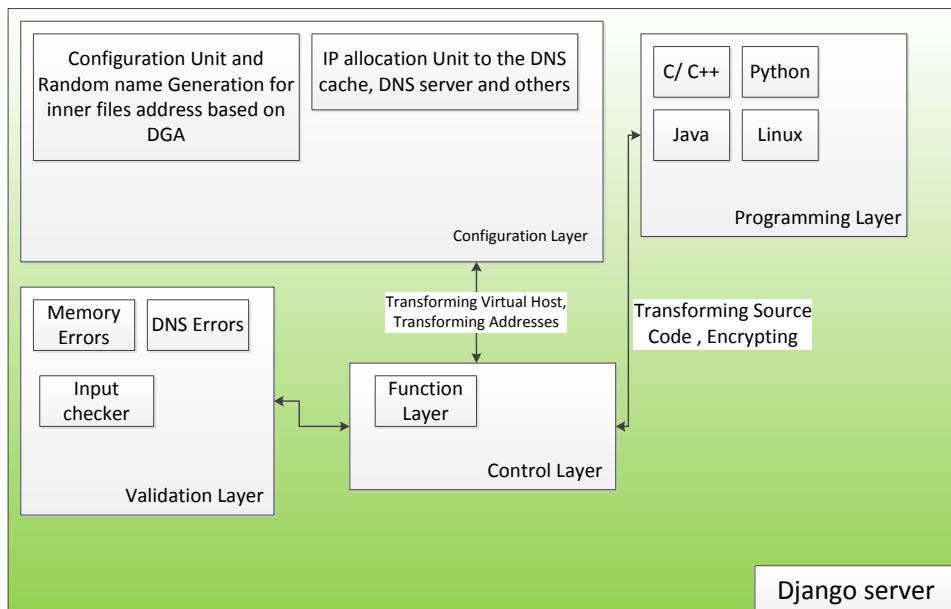 Configuration Unit and
Random name Generation for
inner files address based on
DGA
IP allocation Unit to the DNS
cache, DNS server and others
Configuration Layer
C/ C++
Python
Java
Linux
Programming Layer
Transforming Virtual Host,
Transforming Addresses
Transforming Source
Code , Encrypting
Memory
Errors
DNS Errors
Input
checker
Validation Layer
Function
Layer
Control Layer
Django server